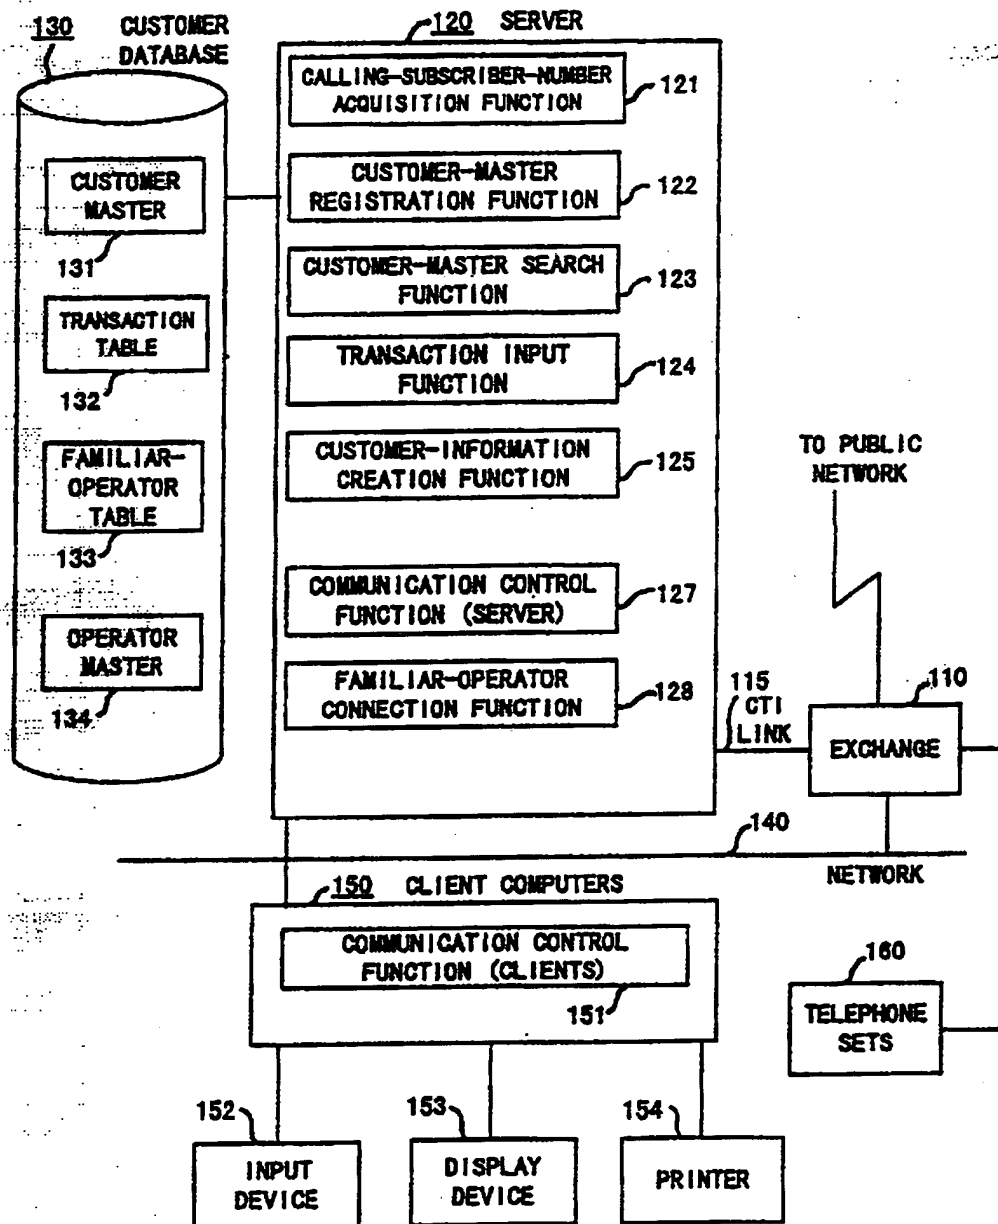 130 CUSTOMER
DATABASE
CUSTOMER
MASTER
131
TRANSACTION
TABLE
132
FAMILIAR-
OPERATOR
TABLE
133
OPERATOR
MASTER
134
120 SERVER
CALLING-SUBSCRIBER-NUMBER
ACQUISITION FUNCTION
121
CUSTOMER-MASTER
REGISTRATION FUNCTION
122
CUSTOMER-MASTER SEARCH
FUNCTION
123
TRANSACTION INPUT
FUNCTION
124
CUSTOMER-INFORMATION
CREATION FUNCTION
125
COMMUNICATION CONTROL
FUNCTION (SERVER)
127
FAMILIAR-OPERATOR
CONNECTION FUNCTION
128
TO PUBLIC
NETWORK
115
CTI
LINK
110
EXCHANGE
140
NETWORK
150 CLIENT COMPUTERS
COMMUNICATION CONTROL
FUNCTION (CLIENTS)
151
160
TELEPHONE
SETS
152
INPUT
DEVICE
153
DISPLAY
DEVICE
154
PRINTER